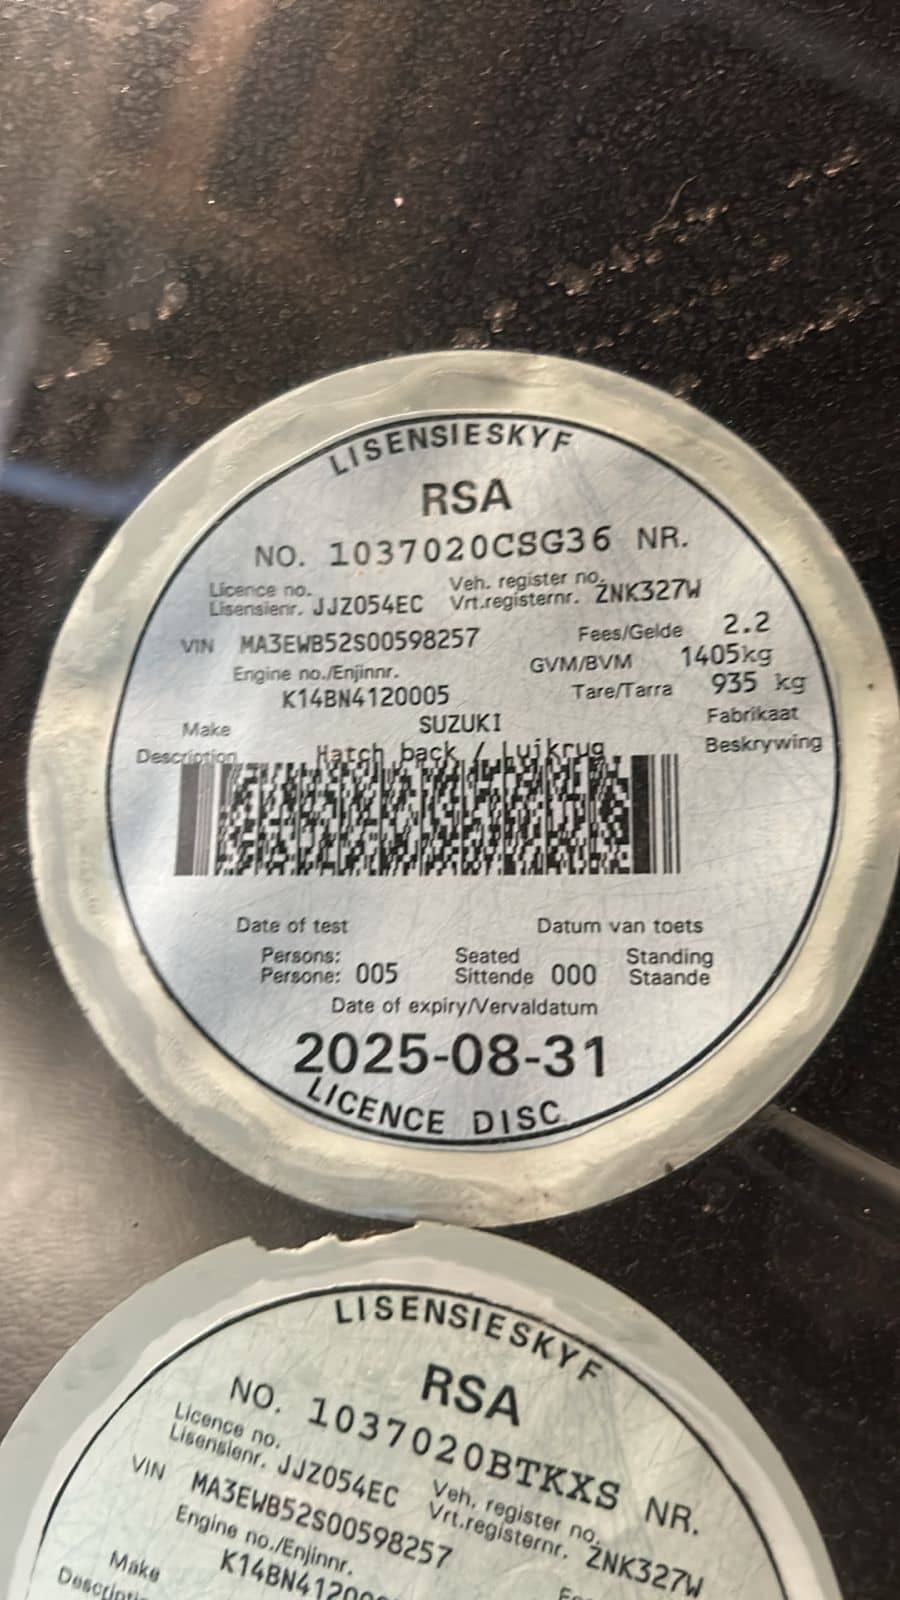 LISENSIESKYF
RSA
NO. 1037020CSG36 NR.
Licence no. Veh. register no.
Lisensienr. JJZ054EC Vrt.registernr. ZNK327W
VIN MA3EWB52S00598257 Fees/Gelde 2.2
Engine no./Enjinnr. GVM/BVM 1405kg
K14BN4120005 Tare/Tarra 935 kg
Make SUZUKI Fabrikaat
Description Hatch back / Luikrug Beskrywing
Date of test Datum van toets
Persons: Seated Standing
Persone: 005 Sittende 000 Staande
Date of expiry/Vervaldatum
2025-08-31
LICENCE DISC
LISENSIESKYF
RSA
NO. 1037020BTKXS NR.
Licence no. Veh. register no.
Lisensienr. JJZ054EC Vrt.registernr. ZNK327W
VIN MA3EWB52S00598257
Engine no./Enjinnr.
Make